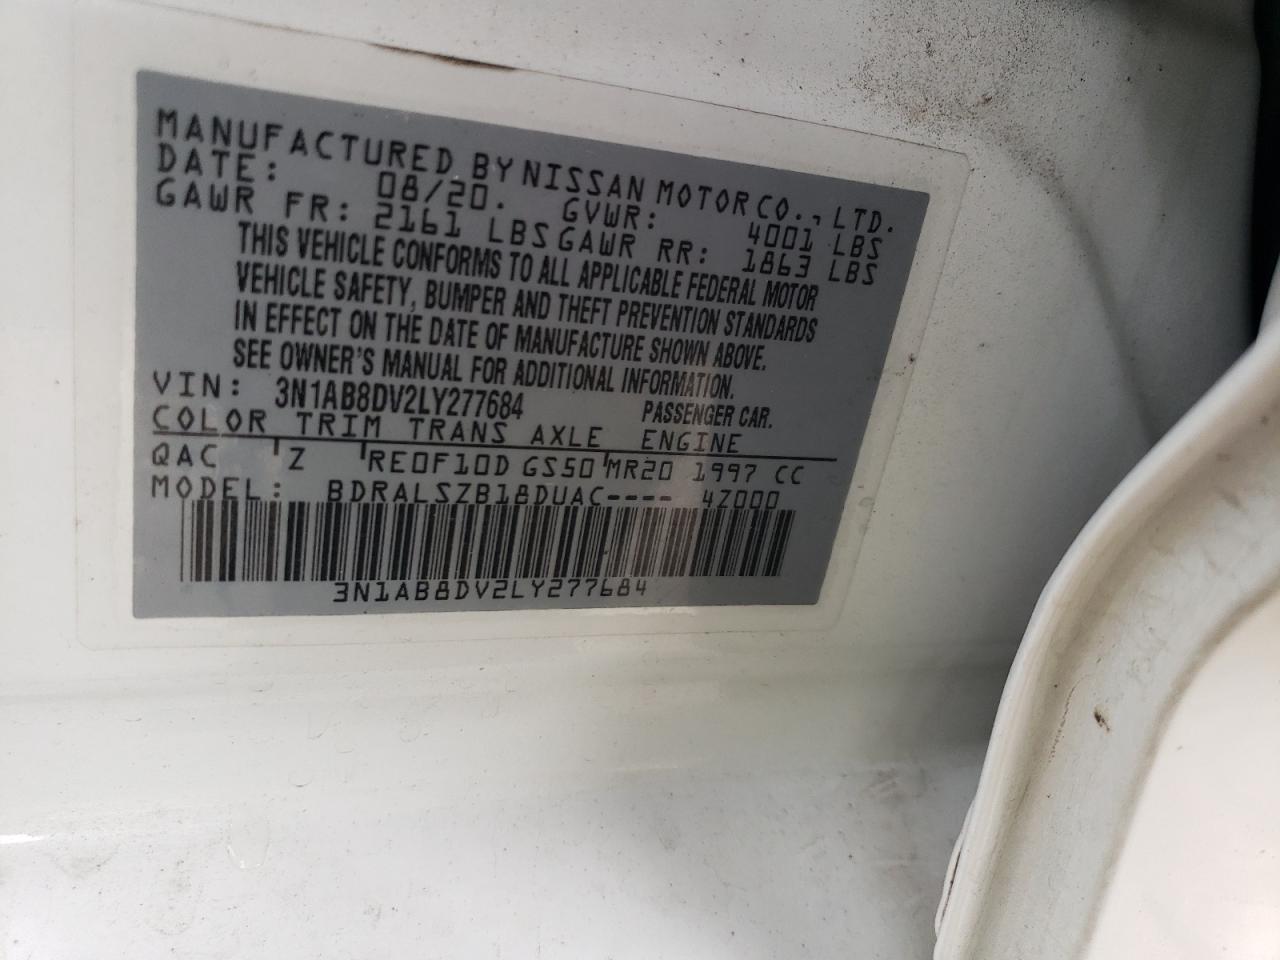 MANUFACTURED BY NISSAN MOTOR CO., LTD.
DATE: 08/20. GVWR: 4001 LBS
GAWR FR: 2161 LBS GAWR RR: 1863 LBS
THIS VEHICLE CONFORMS TO ALL APPLICABLE FEDERAL MOTOR
VEHICLE SAFETY, BUMPER AND THEFT PREVENTION STANDARDS
IN EFFECT ON THE DATE OF MANUFACTURE SHOWN ABOVE.
SEE OWNER'S MANUAL FOR ADDITIONAL INFORMATION.
VIN: 3N1AB8DV2LY277684 PASSENGER CAR.
COLOR TRIM TRANS AXLE ENGINE
QAC Z RE0F10D GS50 MR20 1997 CC
MODEL: BDRALSZB18DUAC---- 4Z000
3N1AB8DV2LY277684